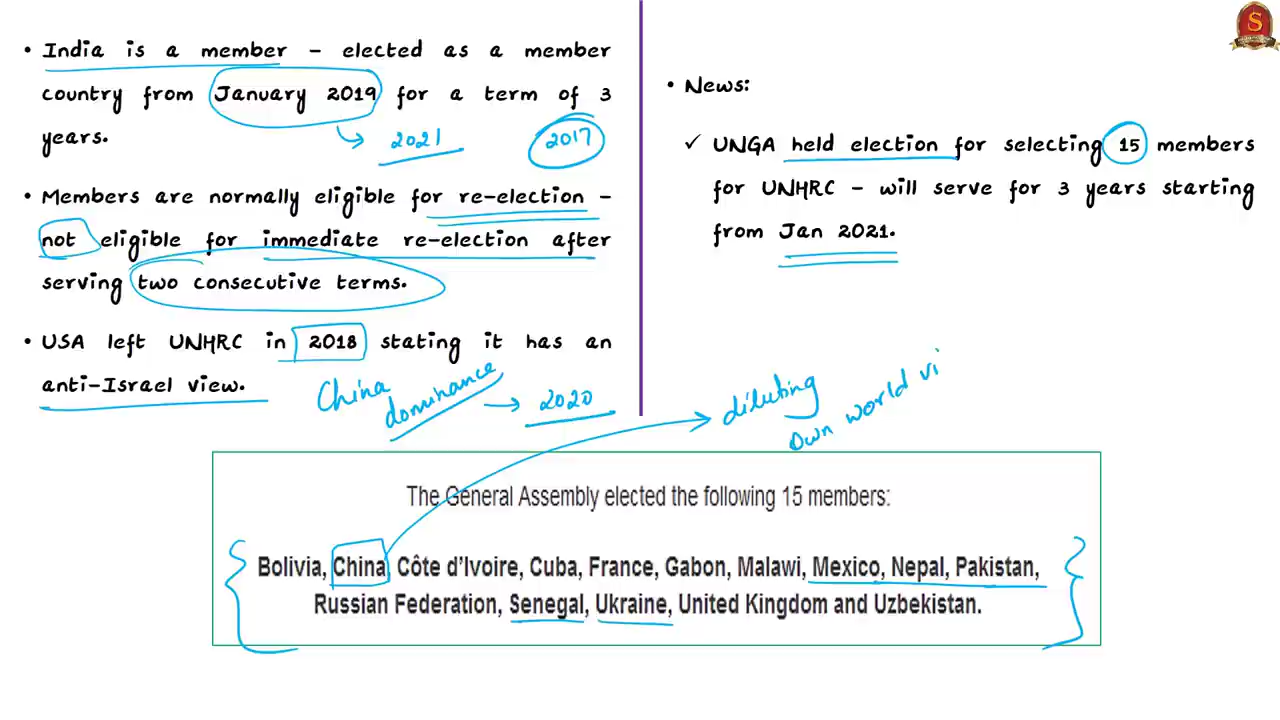 • India is a member – elected as a member
country from January 2019 for a term of 3
years.
2021
2017
• Members are normally eligible for re-election –
not eligible for immediate re-election after
serving two consecutive terms.
• USA left UNHRC in 2018 stating it has an
anti-Israel view.
China
dominance
2020
S
• News:
✓ UNGA held election for selecting 15 members
for UNHRC – will serve for 3 years starting
from Jan 2021.
diluting
own world vi
The General Assembly elected the following 15 members:
Bolivia, China, Côte d'Ivoire, Cuba, France, Gabon, Malawi, Mexico, Nepal, Pakistan,
Russian Federation, Senegal, Ukraine, United Kingdom and Uzbekistan.